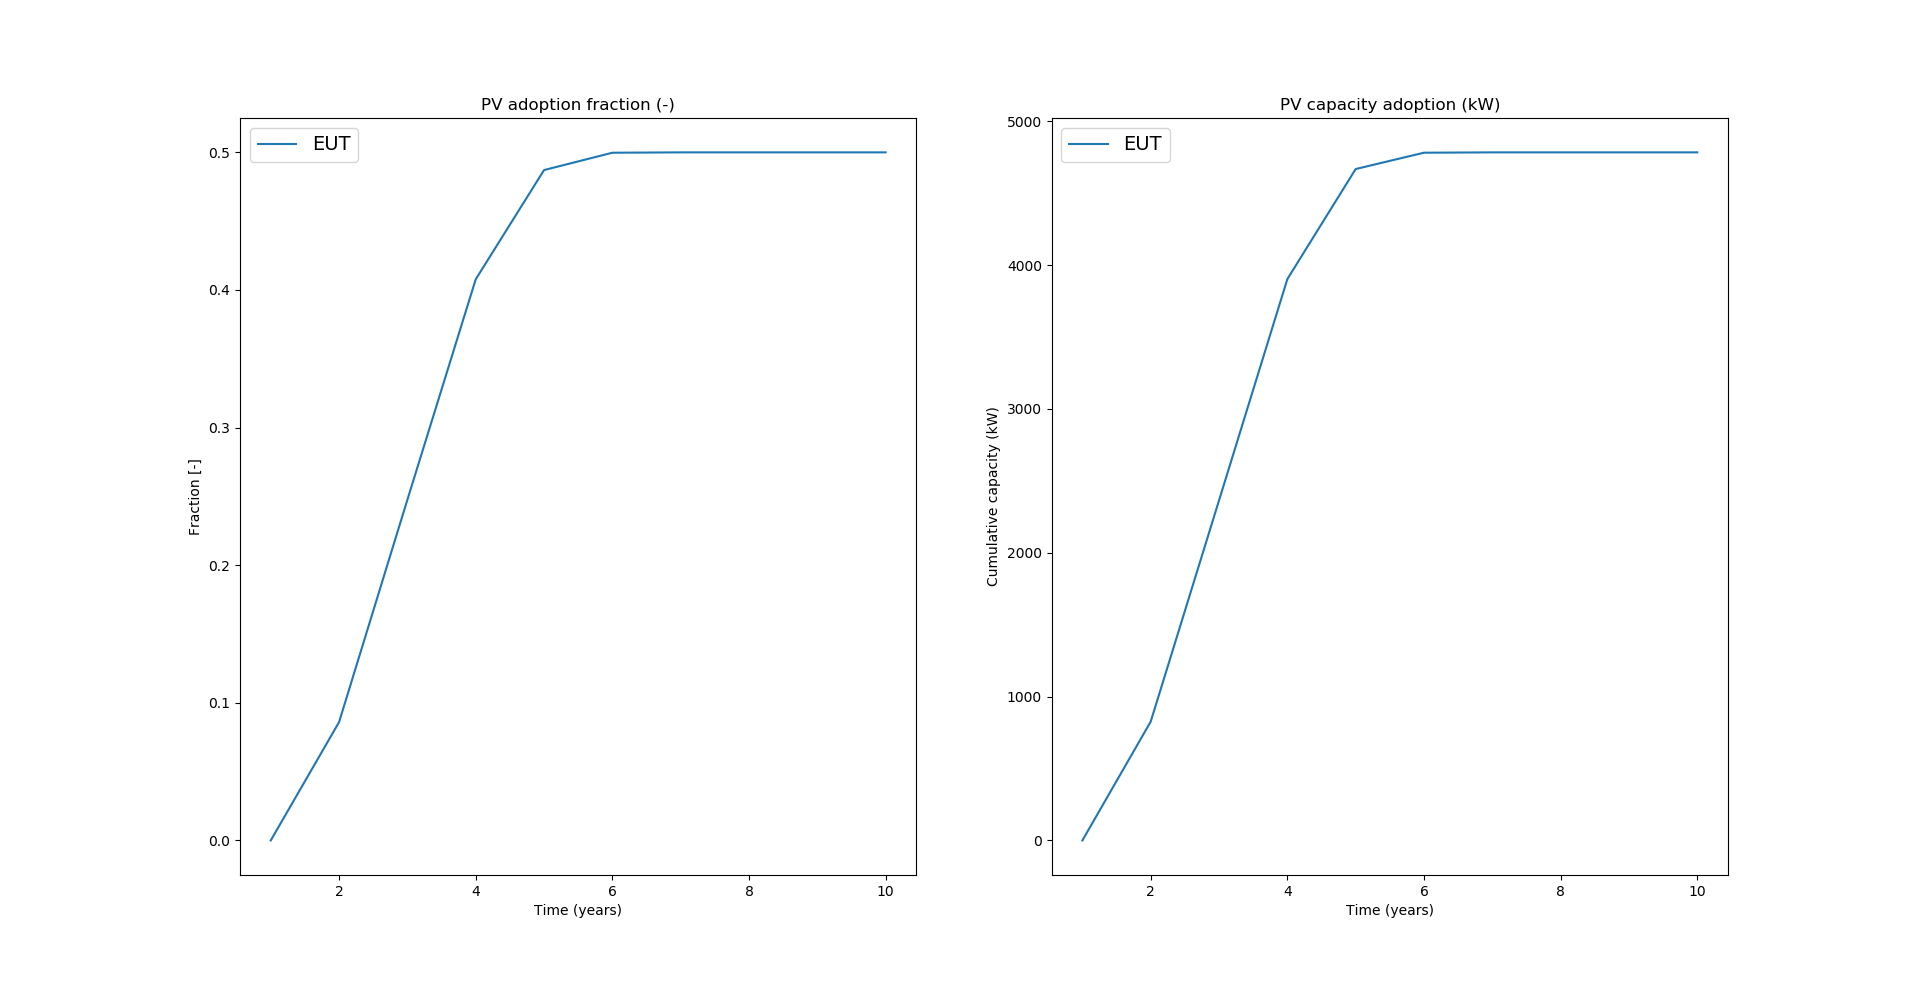 PV adoption fraction (-)
EUT
0.5
0.4
0.3
0.2
0.1
0.0
Fraction [-]
2 4 6 8 10
Time (years)
PV capacity adoption (kW)
EUT
5000
4000
3000
2000
1000
0
Cumulative capacity (kW)
2 4 6 8 10
Time (years)